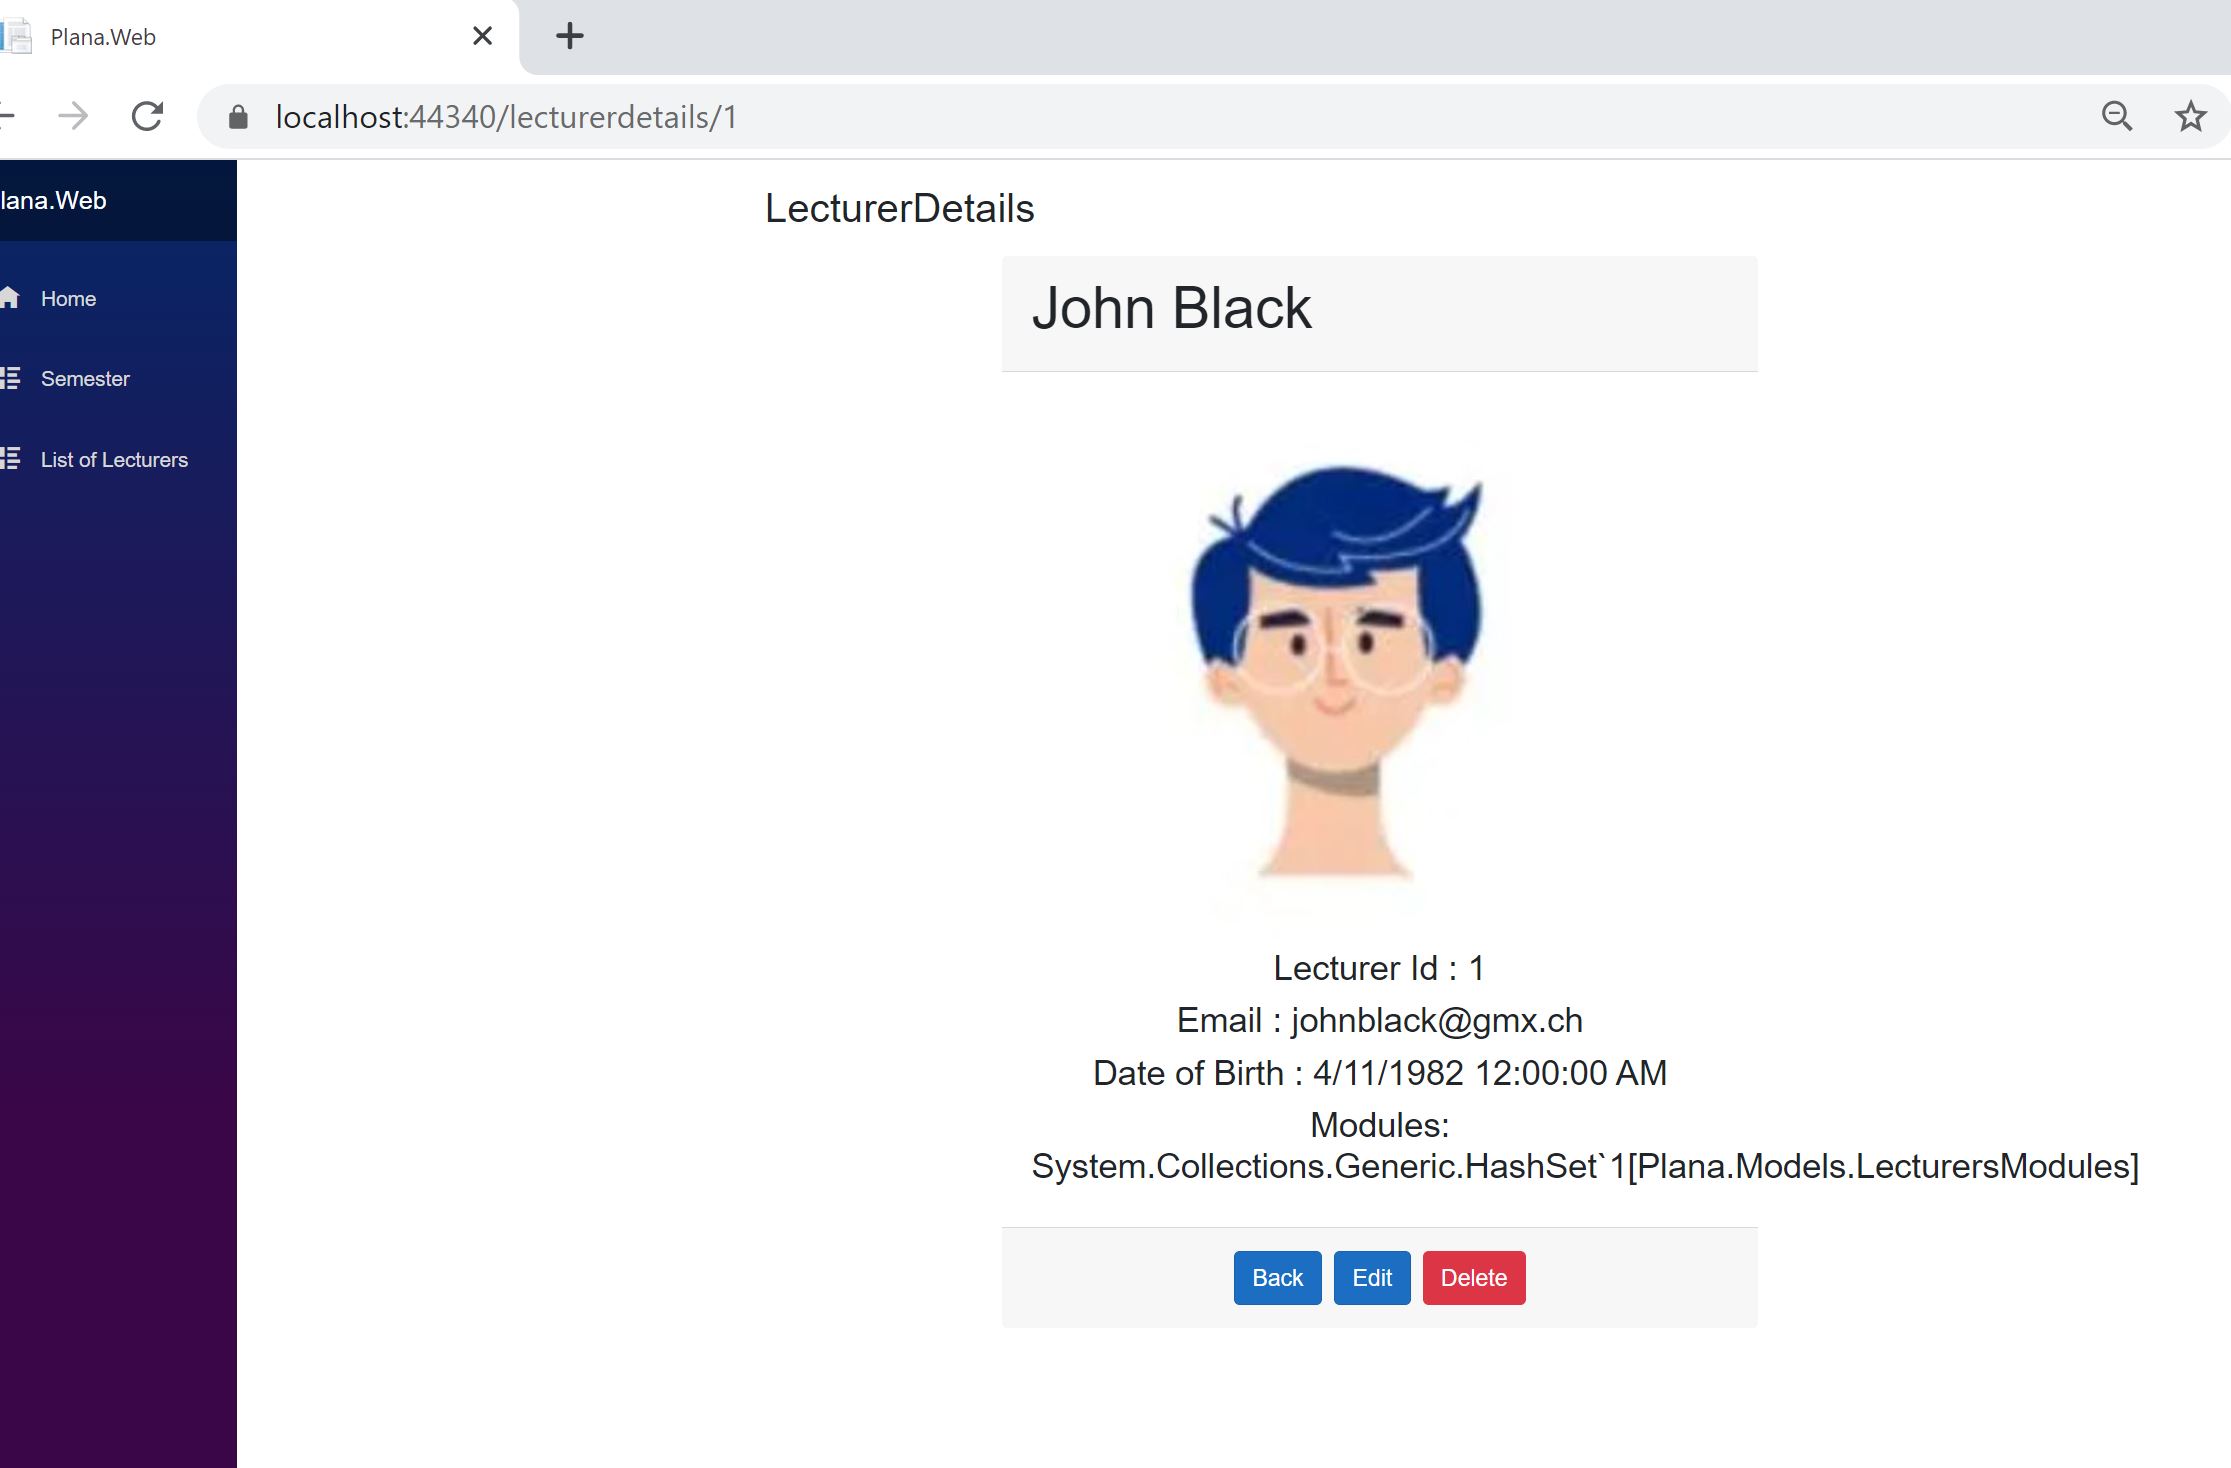 Plana.Web
localhost:44340/lecturerdetails/1
lana.Web
Home
Semester
List of Lecturers
LecturerDetails
John Black
Lecturer Id : 1
Email : johnblack@gmx.ch
Date of Birth : 4/11/1982 12:00:00 AM
Modules:
System.Collections.Generic.HashSet`1[Plana.Models.LecturersModules]
Back Edit Delete